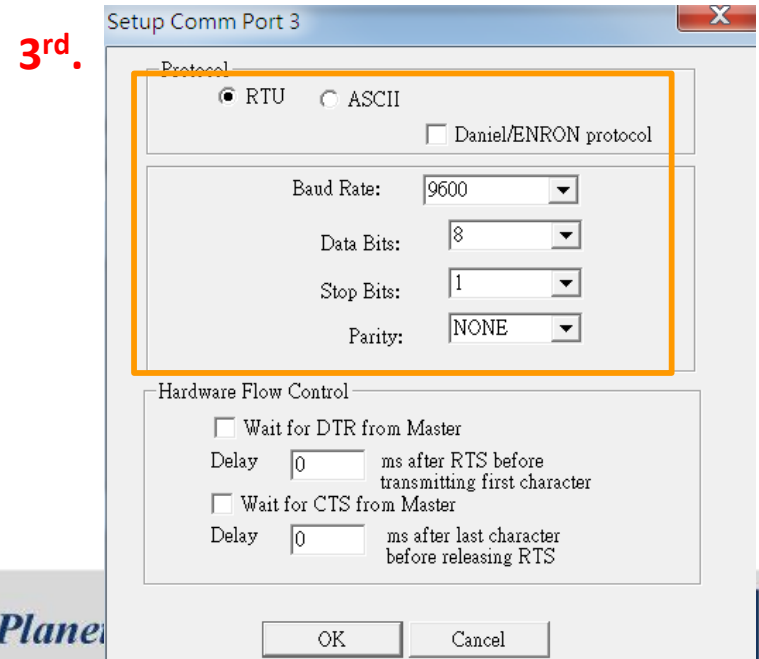 Setup Comm Port 3
X
3rd.
Protocol
RTU
ASCII
Daniel/ENRON protocol
Baud Rate: 9600
Data Bits: 8
Stop Bits: 1
Parity: NONE
Hardware Flow Control
Wait for DTR from Master
Delay 0 ms after RTS before
transmitting first character
Wait for CTS from Master
Delay 0 ms after last character
before releasing RTS
OK Cancel